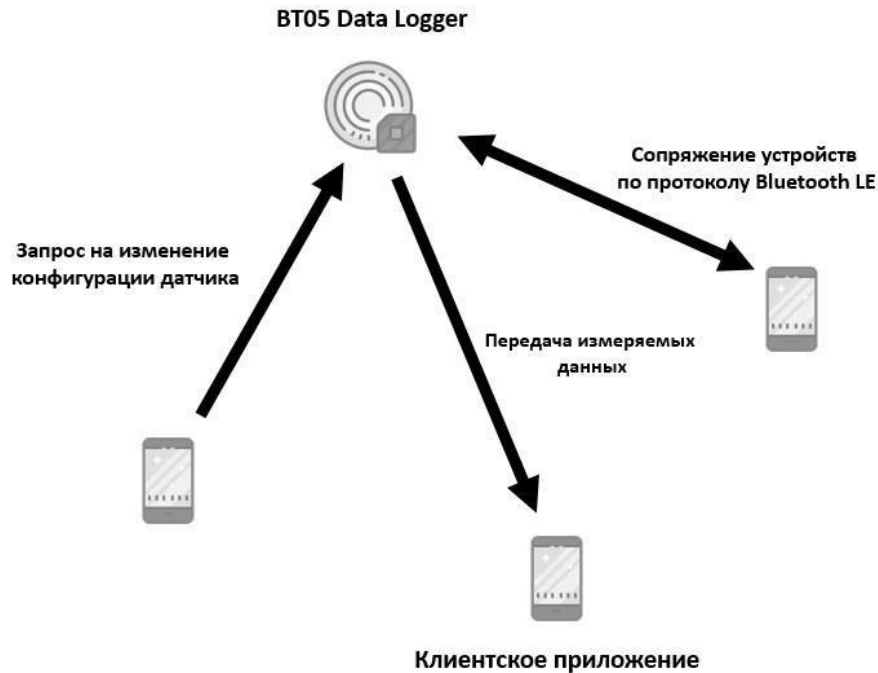 BT05 Data Logger
Сопряжение устройств
по протоколу Bluetooth LE
Запрос на изменение
конфигурации датчика
Передача измеряемых
данных
Клиентское приложение